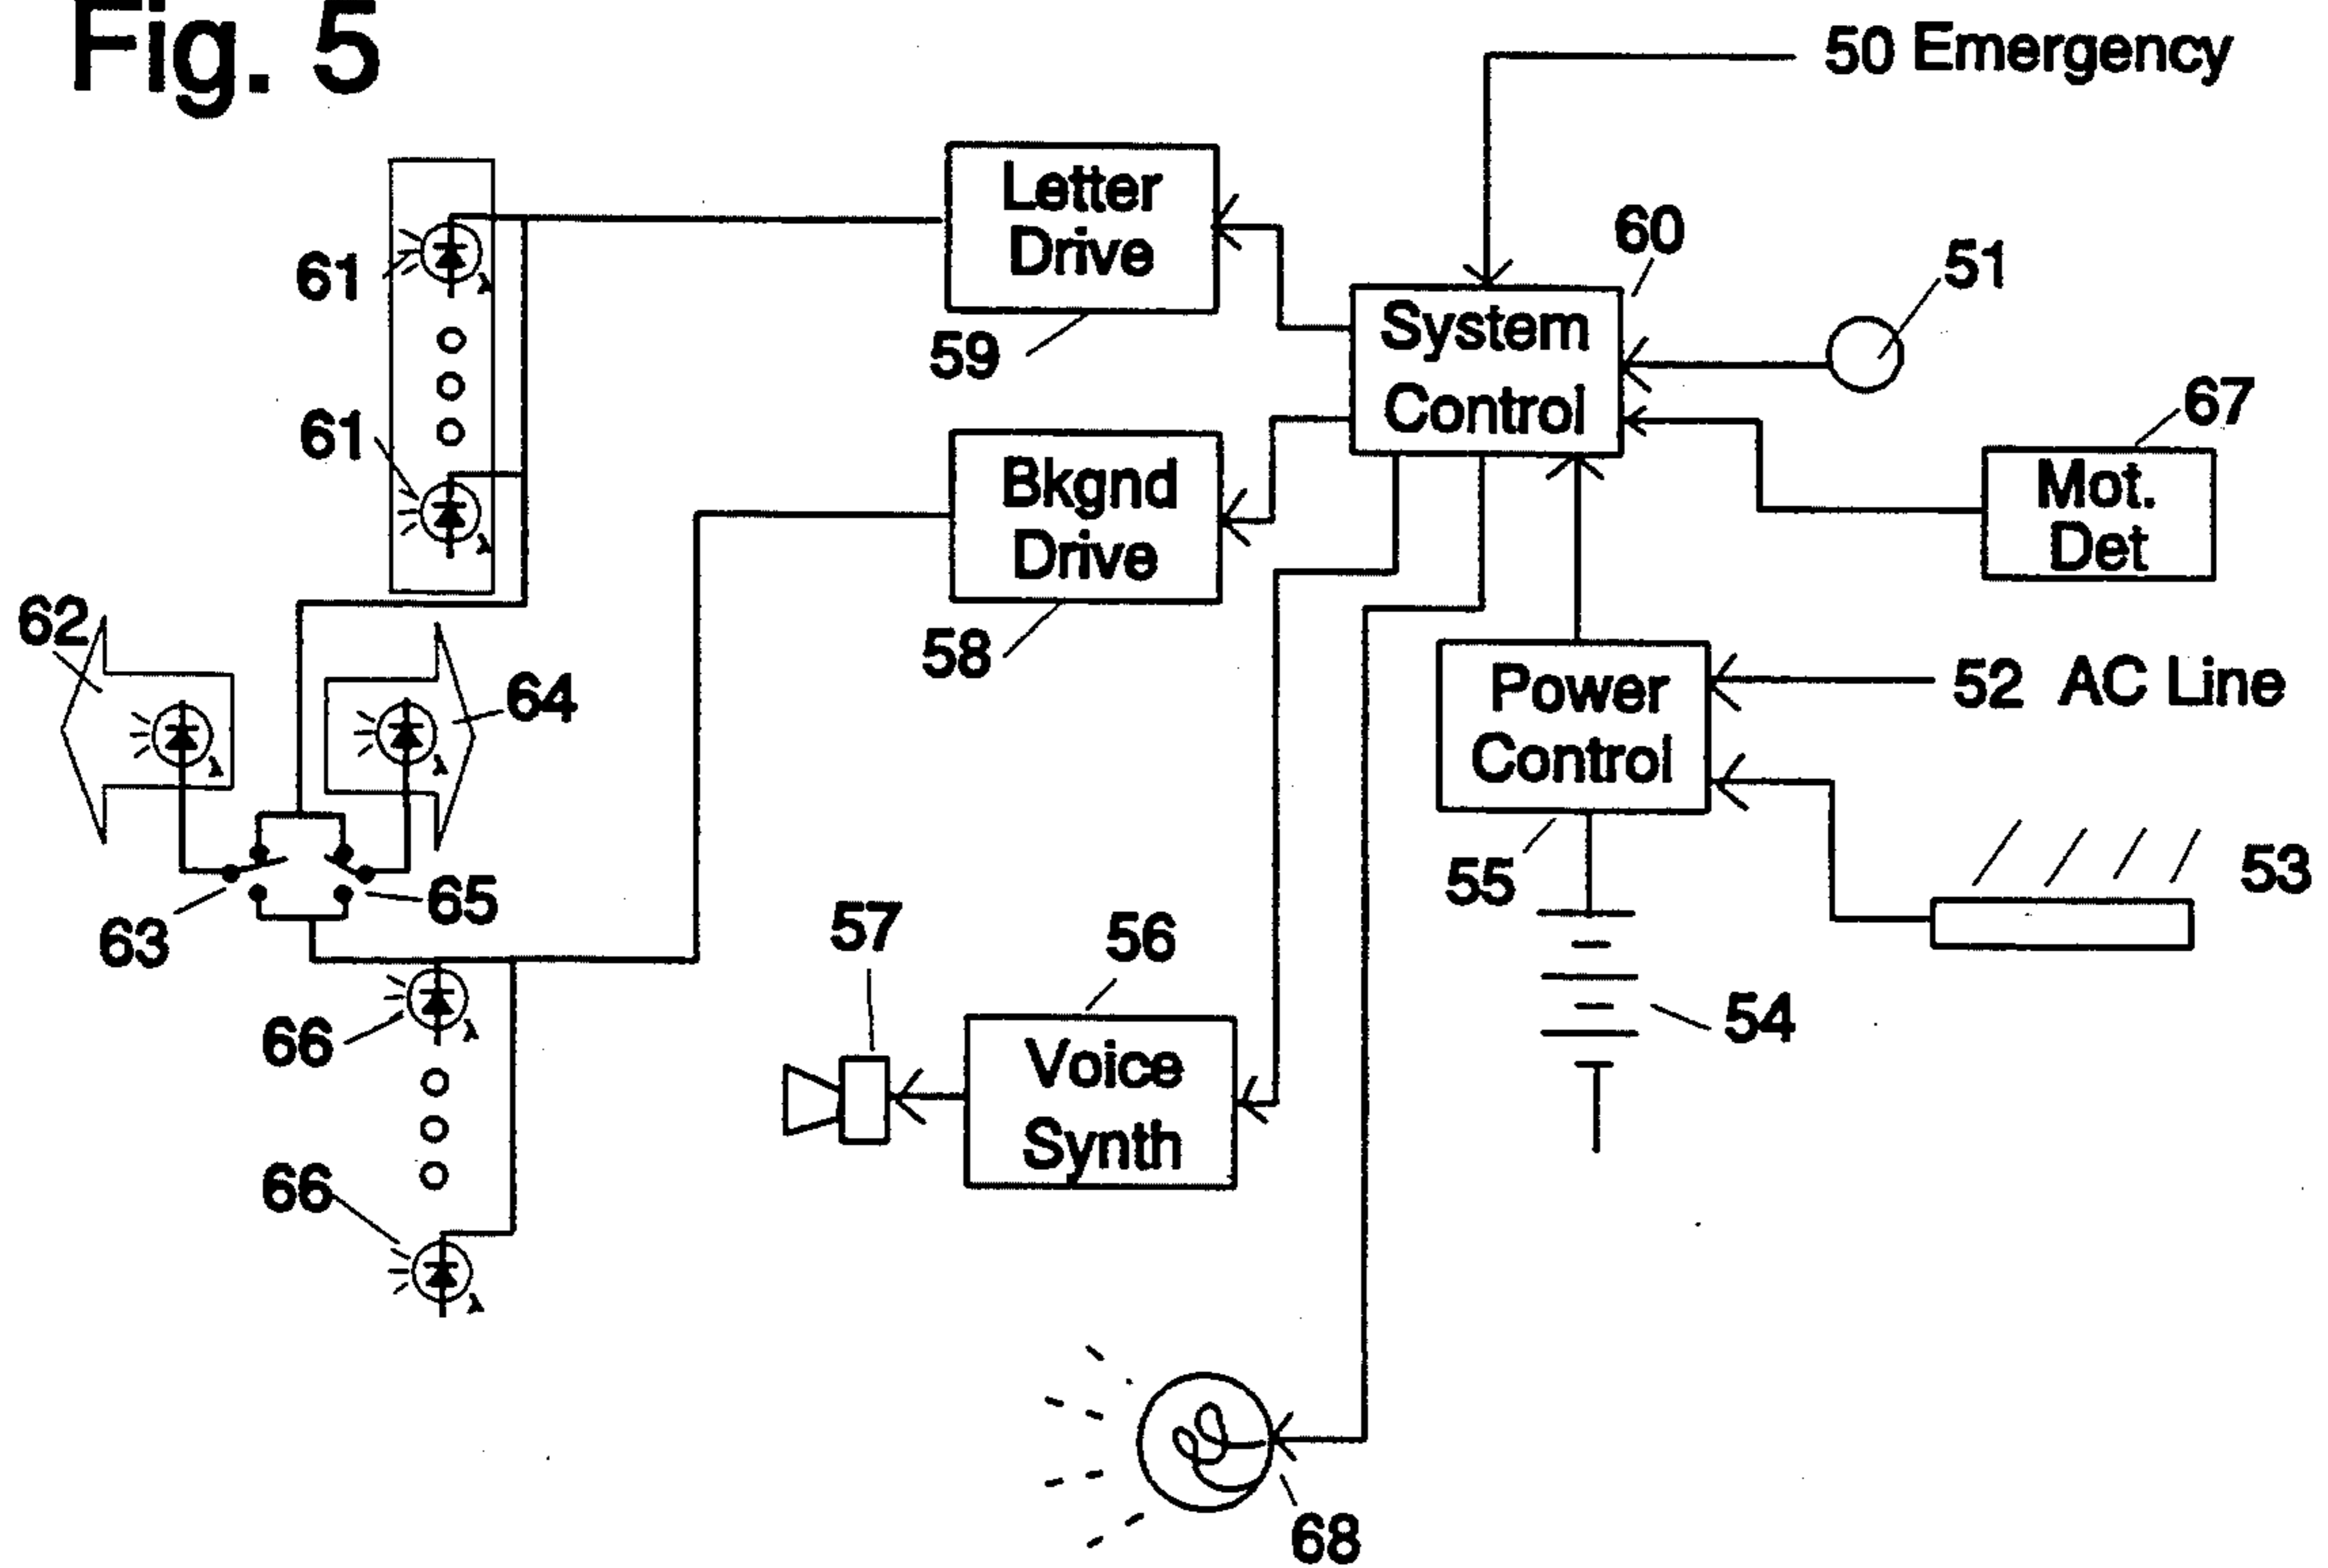 Fig. 5
50 Emergency
Letter
Drive
60
51
61
System
Control
59
67
61
Bkgnd
Drive
Mot.
Det
62
58
64
Power
Control
52 AC Line
55
53
65
63
57
56
54
66
Voice
Synth
66
68